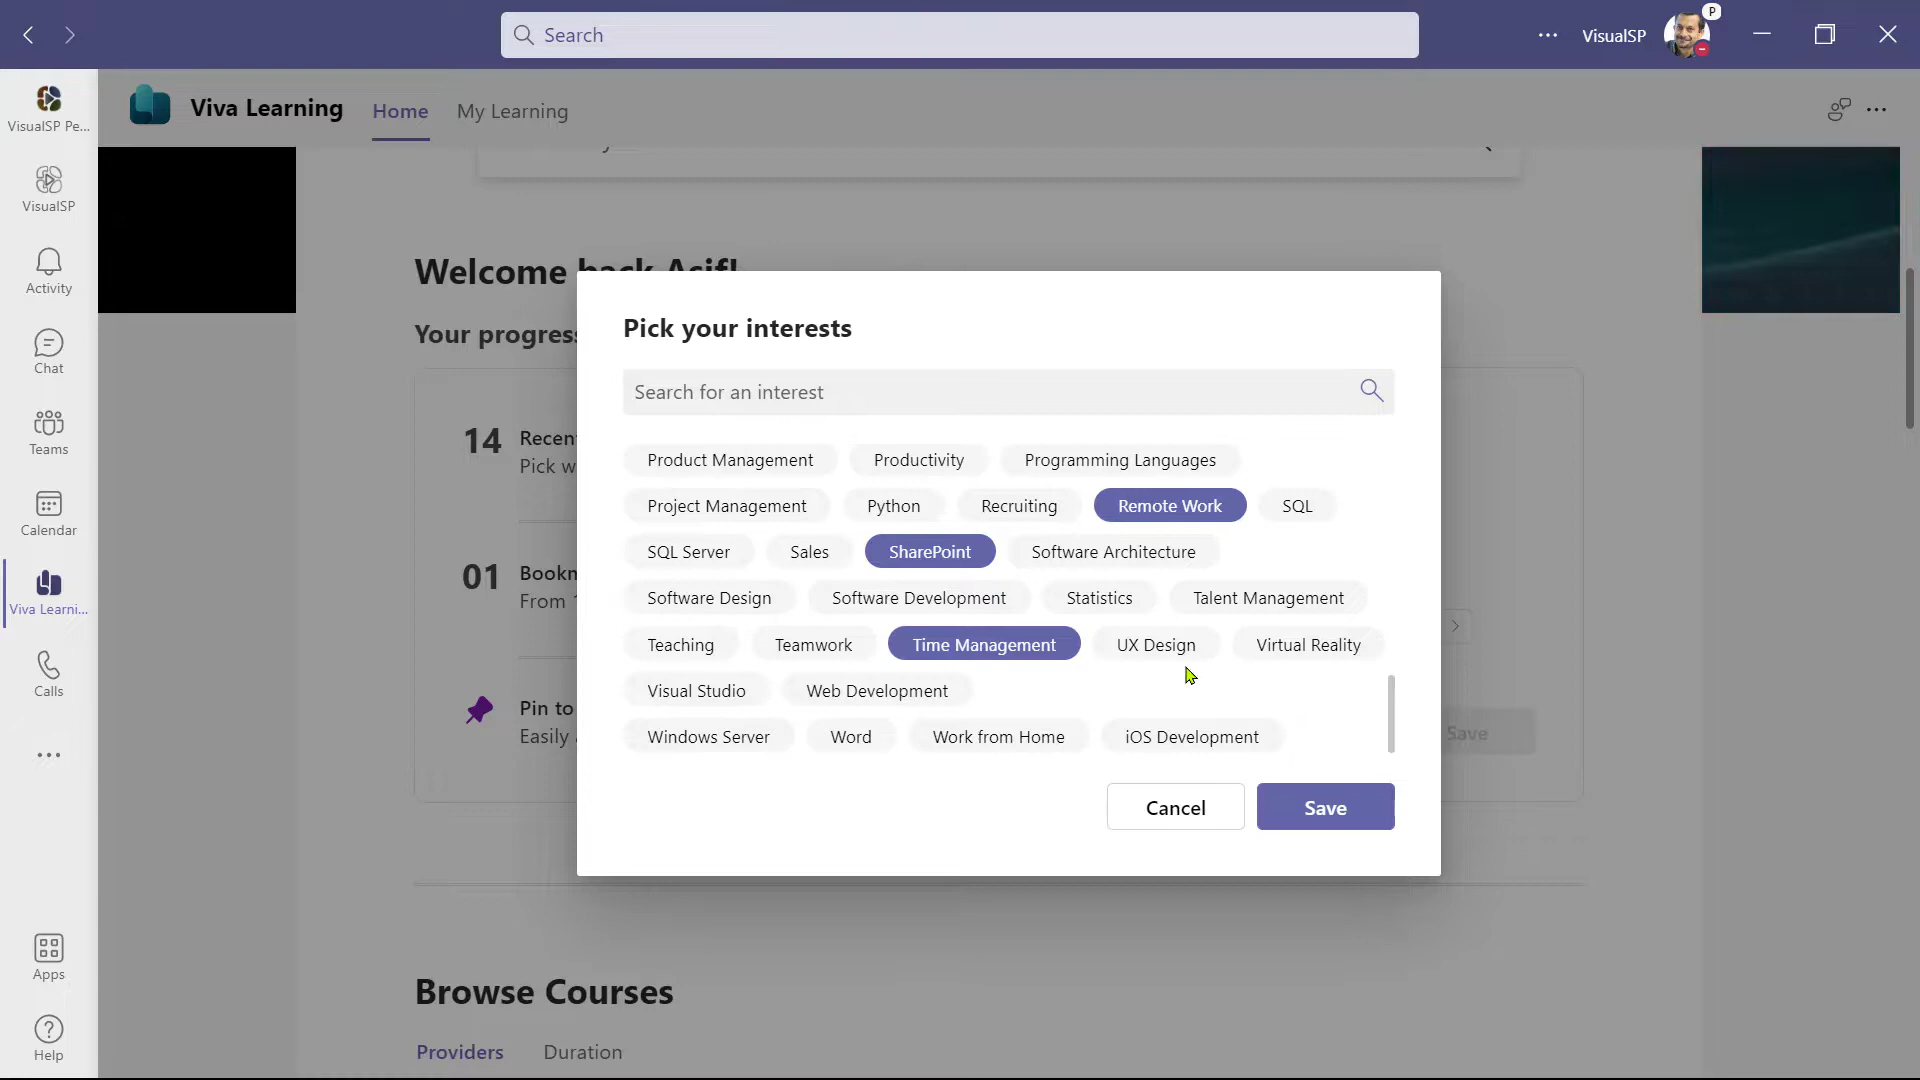 Search
VisualSP
P
VisualSP Pe...
VisualSP
Activity
Chat
Teams
Calendar
Viva Learni...
Calls
Apps
Help
Viva Learning
Home
My Learning
Welcome back Asif!
Your progress
14
Recen
Pick w
01
Bookn
From 1
Pin to
Easily
Pick your interests
Search for an interest
Product Management Productivity Programming Languages
Project Management Python Recruiting Remote Work SQL
SQL Server Sales SharePoint Software Architecture
Software Design Software Development Statistics Talent Management
Teaching Teamwork Time Management UX Design Virtual Reality
Visual Studio Web Development
Windows Server Word Work from Home iOS Development
Cancel
Save
Save
Browse Courses
Providers Duration